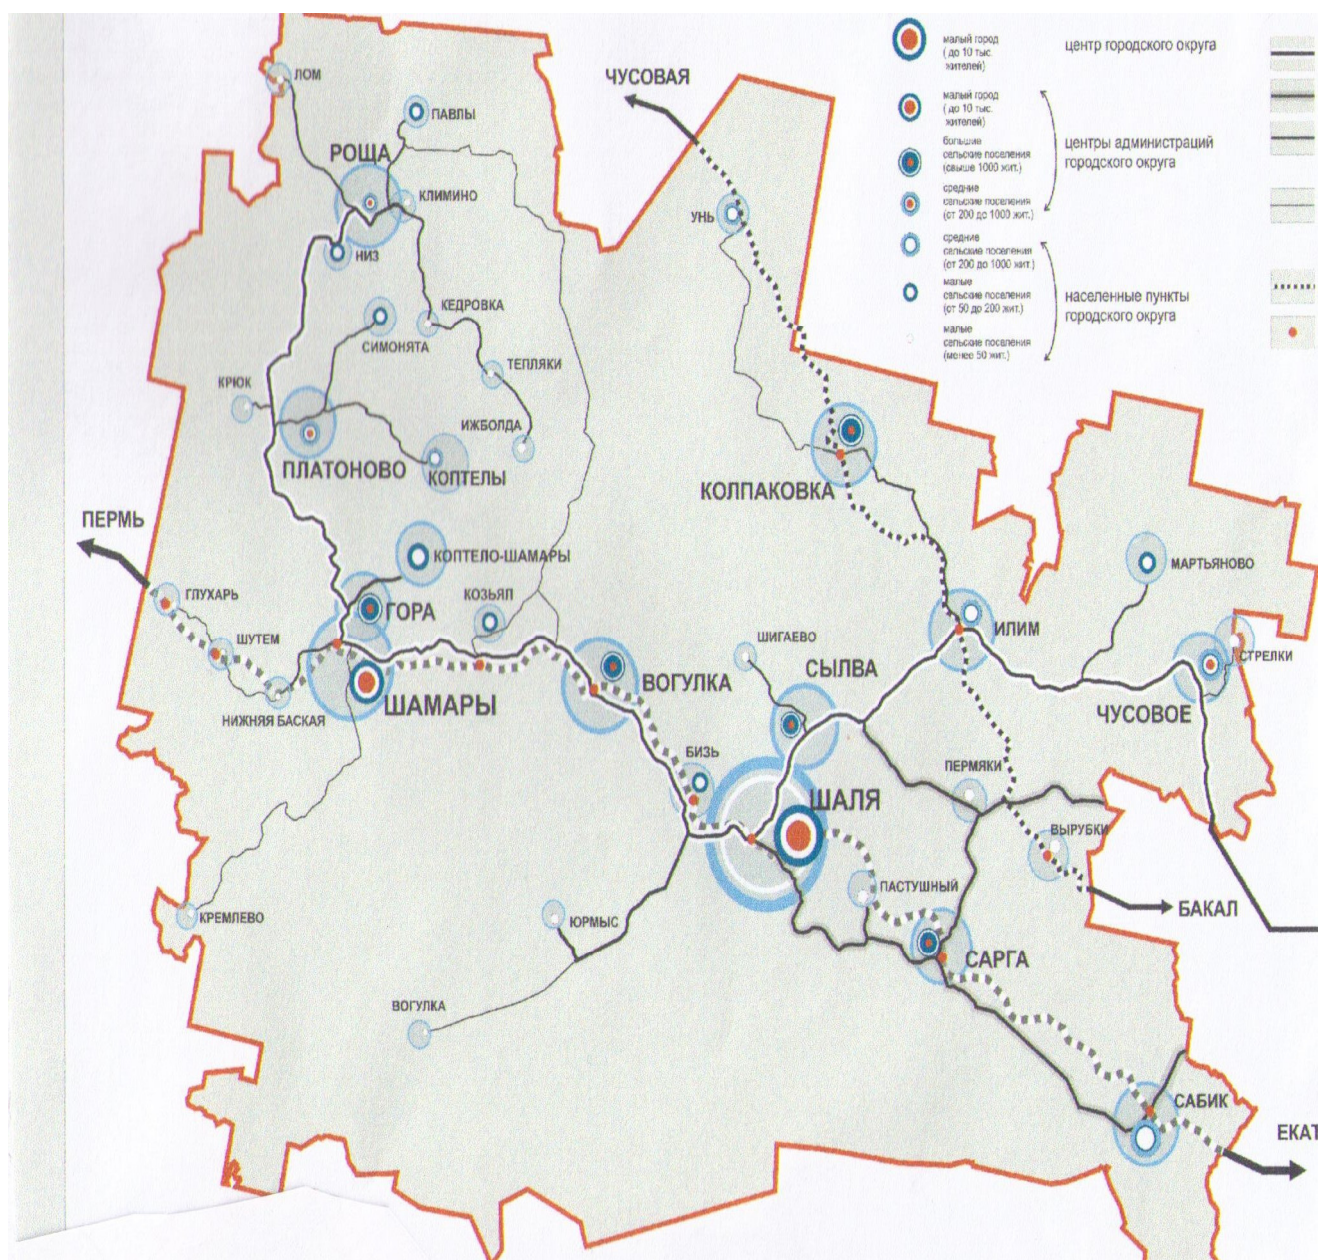 ЛОМ
ПАВЛЫ
РОЩА
КЛИМИНО
НИЗ
КЕДРОВКА
СИМОНЯТА
ТЕПЛЯКИ
КРЮК
ИЖБОЛДА
ПЛАТОНОВО
КОПТЕЛЫ
ПЕРМЬ
КОПТЕЛО-ШАМАРЫ
ГЛУХАРЬ
ГОРА
КОЗЬЯЛ
ШУТЕМ
НИЖНЯЯ БАСКАЯ
ШАМАРЫ
ВОГУЛКА
КРЕМЛЕВО
ЮРМЫС
ВОГУЛКА
ЧУСОВАЯ
УНЬ
КОЛПАКОВКА
МАРТЬЯНОВО
ИЛИМ
ШИГАЕВО
СЫЛВА
СТРЕЛКИ
ЧУСОВОЕ
БИЗЬ
ПЕРМЯКИ
ШАЛЯ
ВЫРУБКИ
ПАСТУШНЫЙ
БАКАЛ
САРГА
САБИК
ЕКАТ
малый город
( до 10 тыс.
жителей)
центр городского округа
малый город
( до 10 тыс.
жителей)
большие
сельские поселения
(свыше 1000 жит.)
средние
сельские поселения
(от 200 до 1000 жит.)
центры администраций
городского округа
средние
сельские поселения
(от 200 до 1000 жит.)
малые
сельские поселения
(от 50 до 200 жит.)
малые
сельские поселения
(менее 50 жит.)
населенные пункты
городского округа